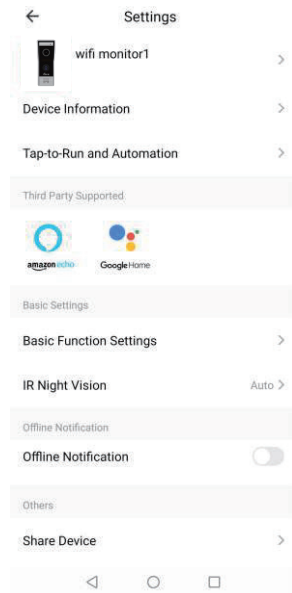 Settings
wifi monitor1
Device Information
Tap-to-Run and Automation
Third Party Supported
amazon echo
Google Home
Basic Settings
Basic Function Settings
IR Night Vision Auto
Offline Notification
Offline Notification
Others
Share Device